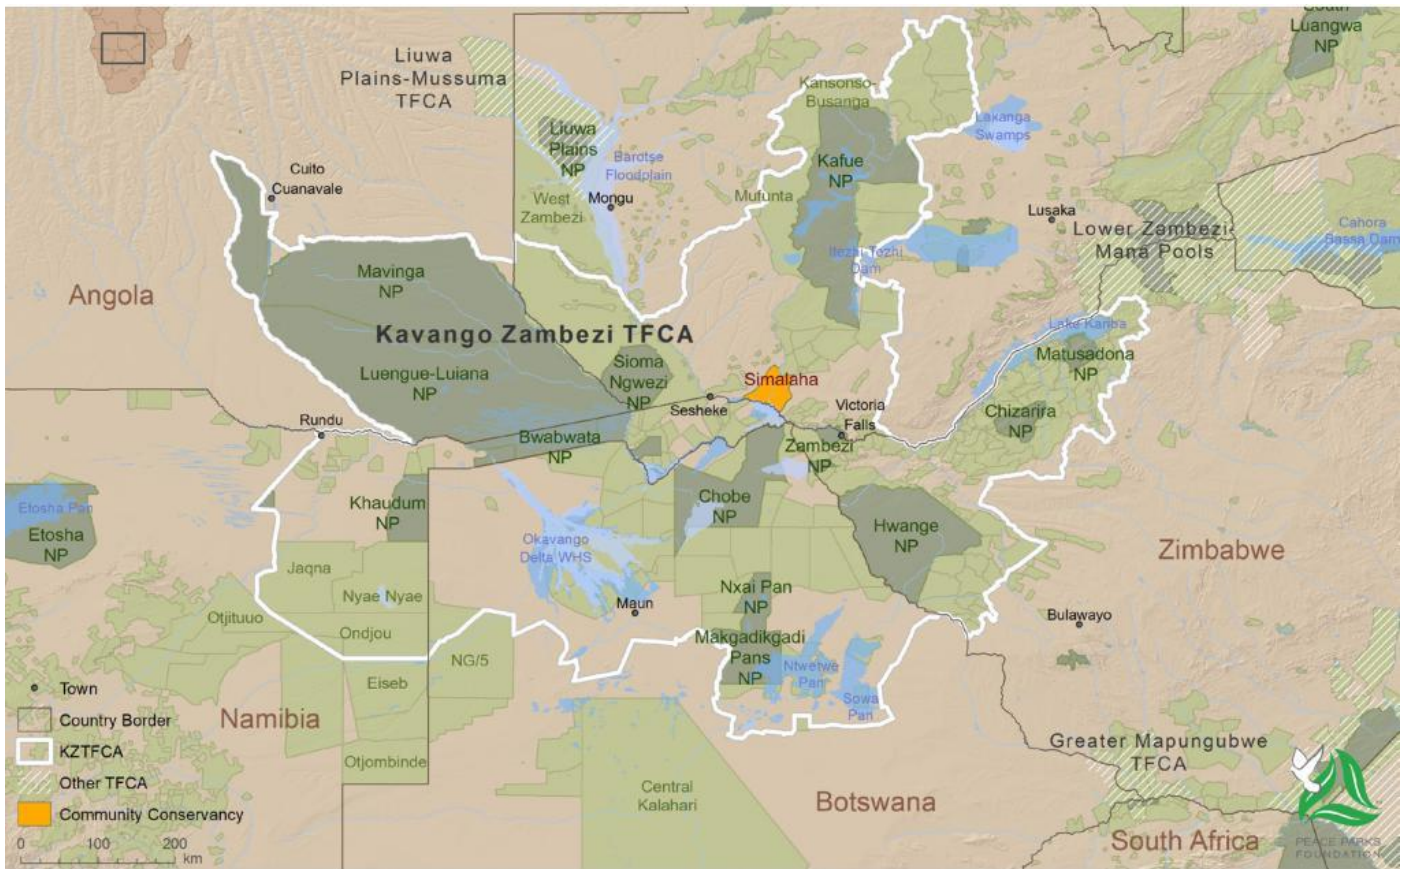 South
Luangwa
NP
Liuwa
Plains-Mussuma
TFCA
Kansonso-
Busanga
Lukanga
Swamps
Liuwa
Plains
NP
Barotse
Floodplain
Kafue
NP
Cuito
Cuanavale
West
Zambezi
Mongu
Mufunta
Lusaka
Lower Zambezi-
Mana Pools
Cahora
Bassa Dam
Itezhi Tezhi
Dam
Angola
Mavinga
NP
Kavango Zambezi TFCA
Lake Kariba
Matusadona
NP
Luengue-Luiana
NP
Sioma
Ngwezi
NP
Simalaha
Sesheke
Victoria
Falls
Chizarira
NP
Rundu
Bwabwata
NP
Zambezi
NP
Etosha Pan
Etosha
NP
Khaudum
NP
Chobe
NP
Hwange
NP
Okavango
Delta WHS
Zimbabwe
Jaqna
Nyae Nyae
Nxai Pan
NP
Otjituuo
Maun
Bulawayo
Ondjou
Makgadikgadi
Pans
NP
NG/5
Ntwetwe
Pan
Sowa
Pan
Eiseb
Namibia
Otjombinde
Central
Kalahari
Botswana
Greater Mapungubwe
TFCA
South Africa
Town
Country Border
KZTFCA
Other TFCA
Community Conservancy
0 100 200
km
PEACE PARKS
FOUNDATION